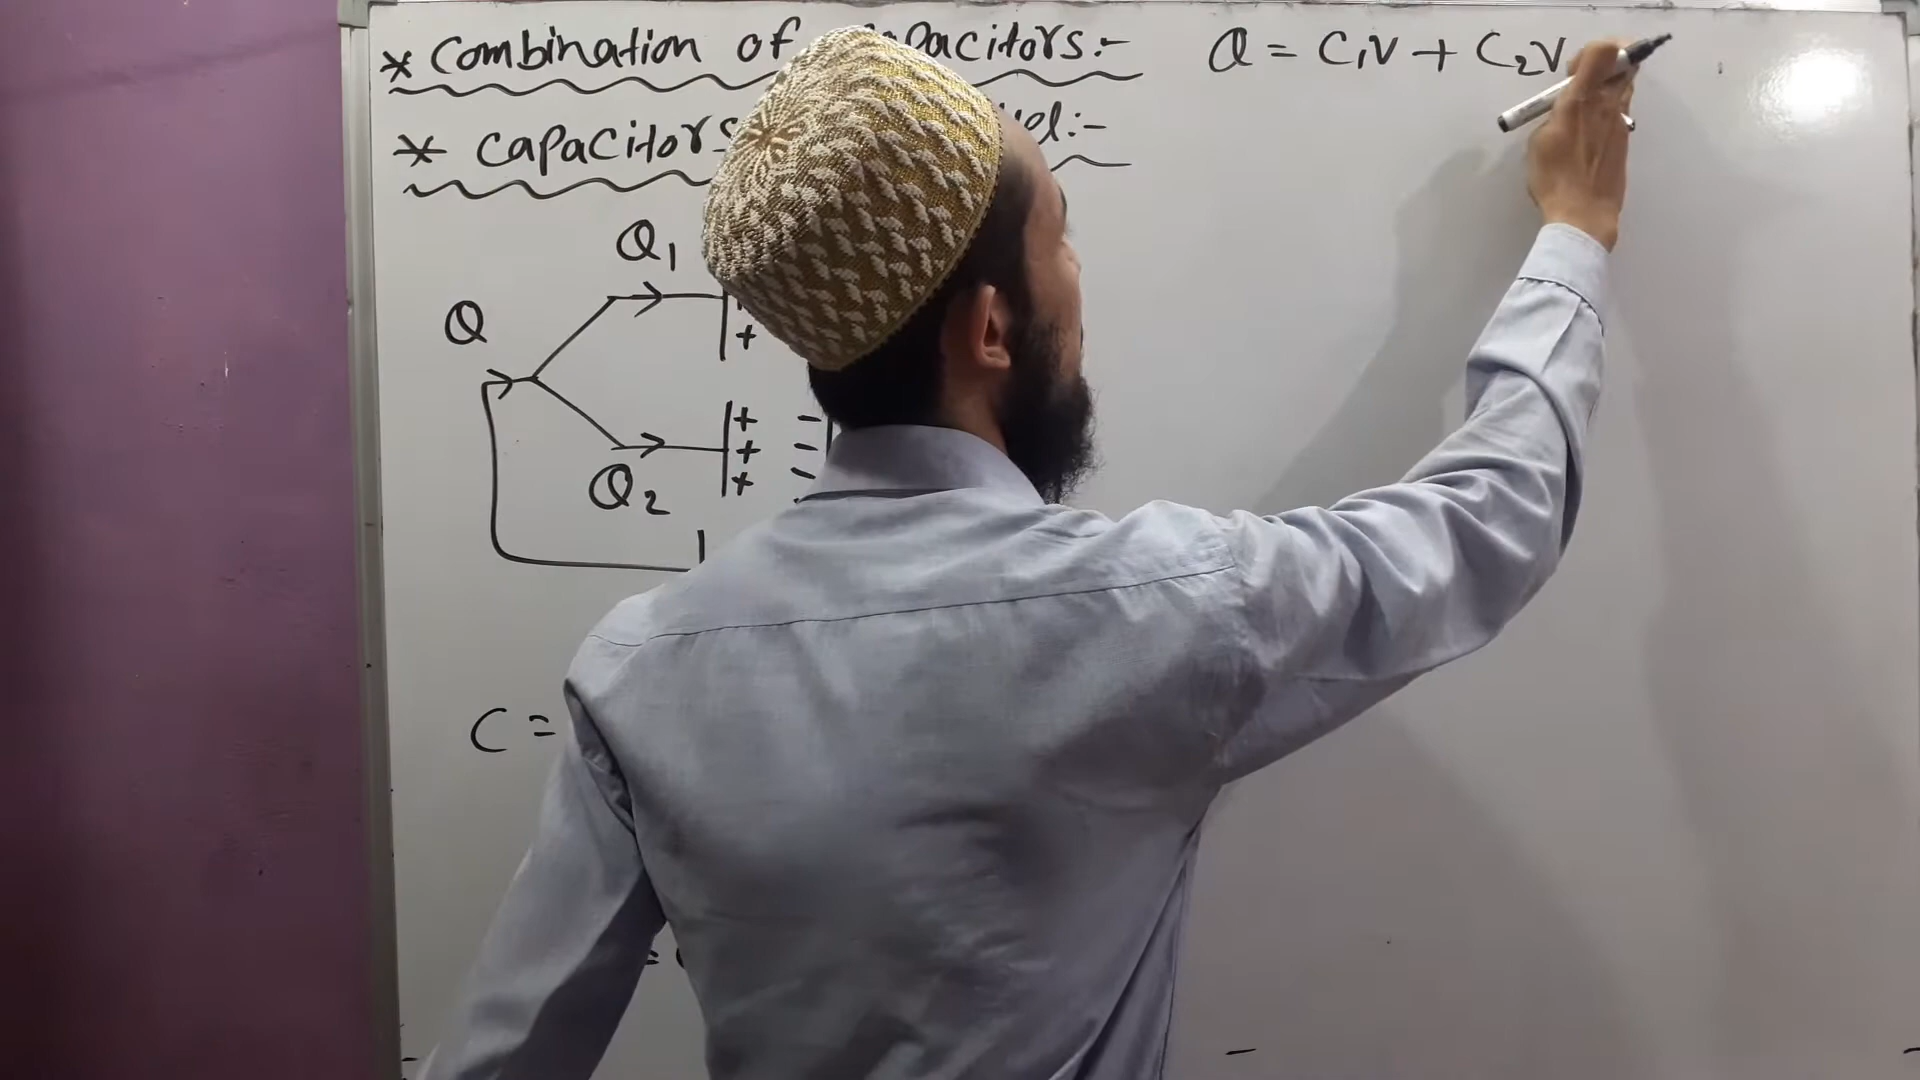 * Combination of Capacitors:-
* Capacitors
Q = C1V + C2V
Q1
Q
+
+ -
+ -
+ -
Q2
C =
=